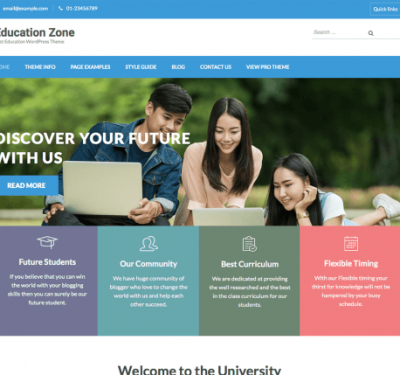 email@example.com 01-23456789 Quick links
Education Zone
Best Education WordPress Theme
Search ...
HOME THEME INFO PAGE EXAMPLES STYLE GUIDE BLOG CONTACT US VIEW PRO THEME
DISCOVER YOUR FUTURE
WITH US
READ MORE
Future Students
If you believe that you can win
the world with your blogging
skills then you can surely be our
future student.
Our Community
We have huge community of
blogger who love to change the
world with us and help each
other succeed.
Best Curriculum
We are dedicated at providing
the well researched and the best
in the class curriculum for our
students.
Flexible Timing
With our Flexible timing your
thirst for knowledge will not be
hampered by your busy
schedule.
Welcome to the University